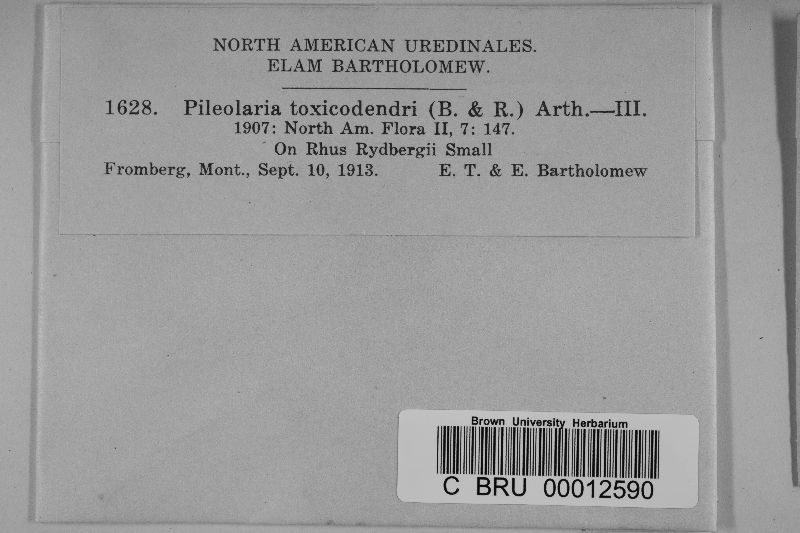 NORTH AMERICAN UREDINALES.
ELAM BARTHOLOMEW.
1628. Pileolaria toxicodendri (B. & R.) Arth.—III.
1907: North Am. Flora II, 7: 147.
On Rhus Rydbergii Small
Fromberg, Mont., Sept. 10, 1913. E. T. & E. Bartholomew
Brown University Herbarium
C BRU 00012590